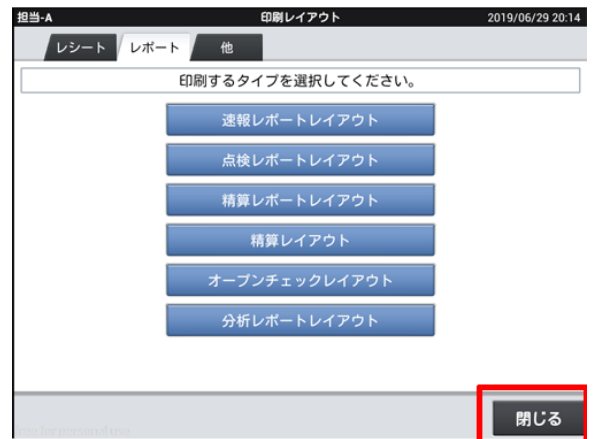 担当-A 印刷レイアウト 2019/06/29 20:14
レシート レポート 他
印刷するタイプを選択してください。
速報レポートレイアウト
点検レポートレイアウト
精算レポートレイアウト
精算レイアウト
オープンチェックレイアウト
分析レポートレイアウト
閉じる